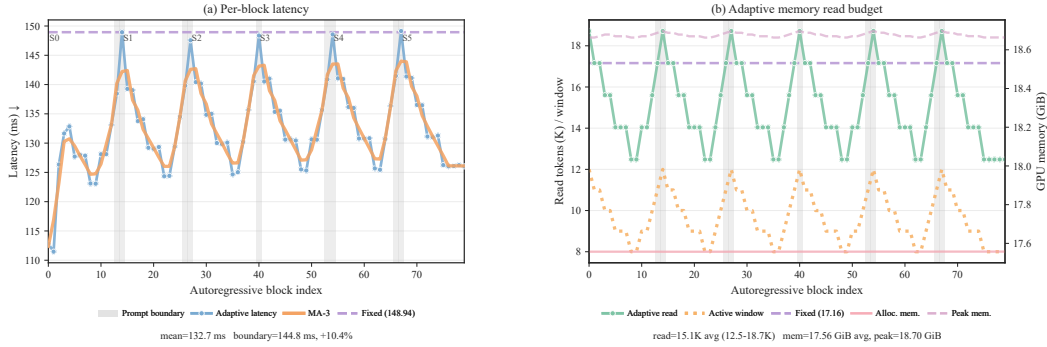 (a) Per-block latency
150
145
140
135
130
125
120
115
110
Latency (ms) ↓
S0
S1
S2
S3
S4
S5
0
10
20
30
40
50
60
70
Autoregressive block index
Prompt boundary
Adaptive latency
MA-3
Fixed (148.94)
mean=132.7 ms boundary=144.8 ms, +10.4%
(b) Adaptive memory read budget
18
16
14
12
10
8
Read tokens (K) / window
18.6
18.4
18.2
18.0
17.8
17.6
GPU memory (GiB)
0
10
20
30
40
50
60
70
Autoregressive block index
Adaptive read
Active window
Fixed (17.16)
Alloc. mem.
Peak mem.
read=15.1K avg (12.5-18.7K) mem=17.56 GiB avg, peak=18.70 GiB